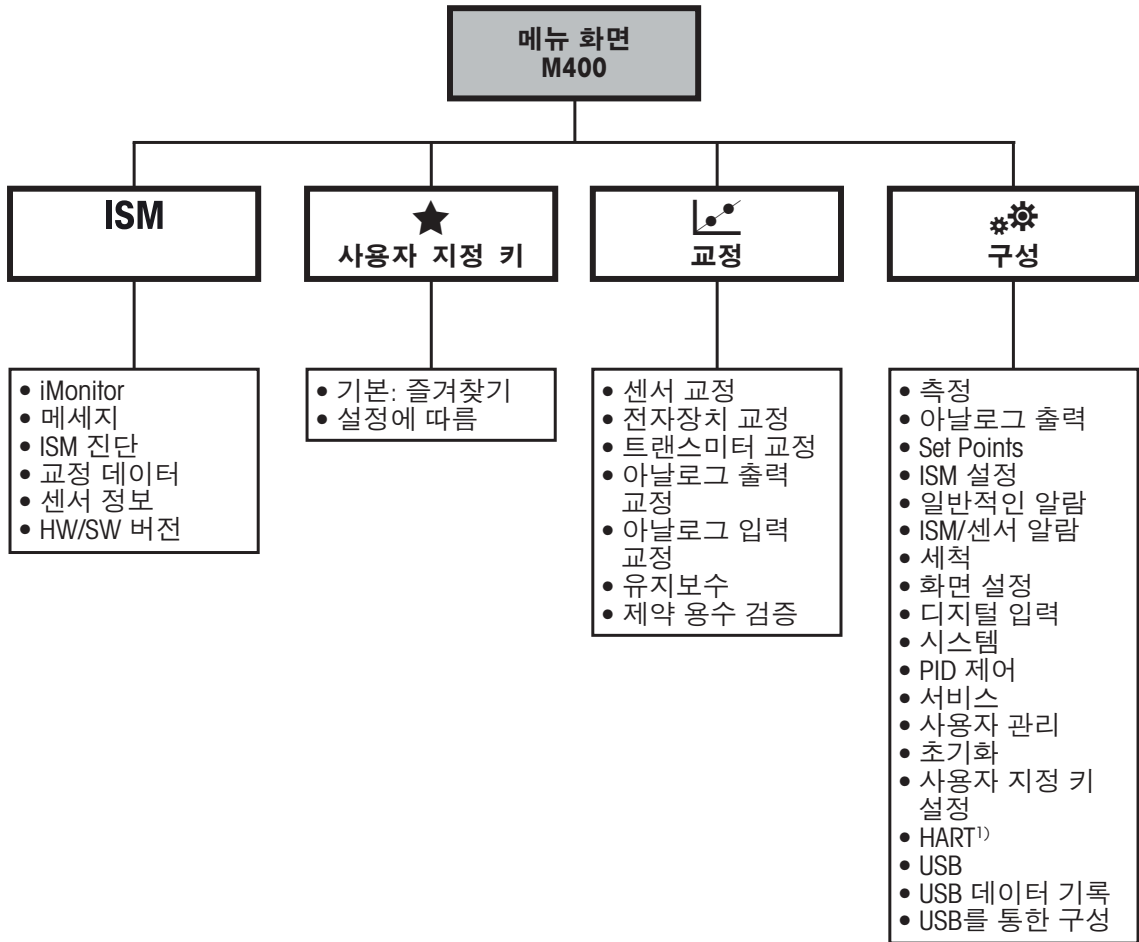 메뉴 화면
M400
ISM
사용자 지정 키
교정
구성
• iMonitor
• 메세지
• ISM 진단
• 교정 데이터
• 센서 정보
• HW/SW 버전
• 기본: 즐겨찾기
• 설정에 따름
• 센서 교정
• 전자장치 교정
• 트랜스미터 교정
• 아날로그 출력
교정
• 아날로그 입력
교정
• 유지보수
• 제약 용수 검증
• 측정
• 아날로그 출력
• Set Points
• ISM 설정
• 일반적인 알람
• ISM/센서 알람
• 세척
• 화면 설정
• 디지털 입력
• 시스템
• PID 제어
• 서비스
• 사용자 관리
• 초기화
• 사용자 지정 키
설정
• HART¹⁾
• USB
• USB 데이터 기록
• USB를 통한 구성